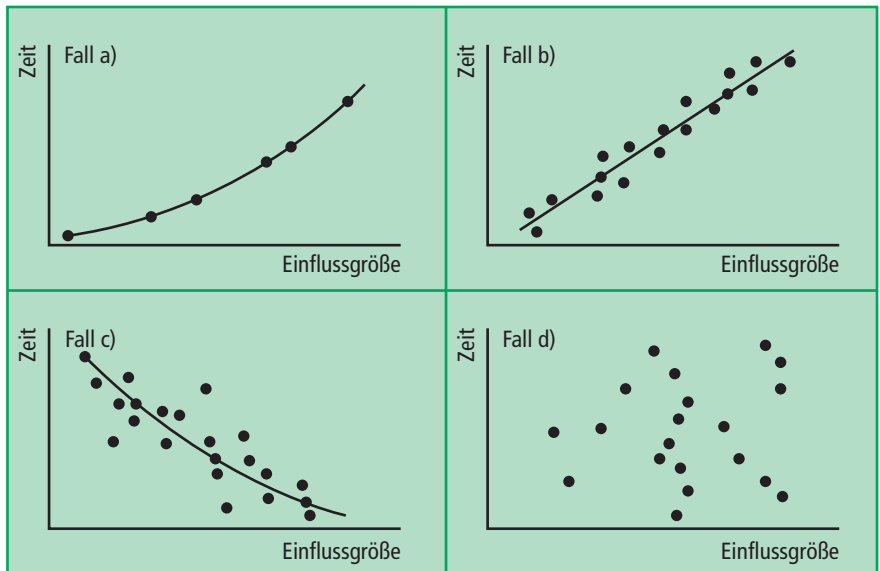 Zeit
Fall a)
Einflussgröße
Zeit
Fall b)
Einflussgröße
Zeit
Fall c)
Einflussgröße
Zeit
Fall d)
Einflussgröße